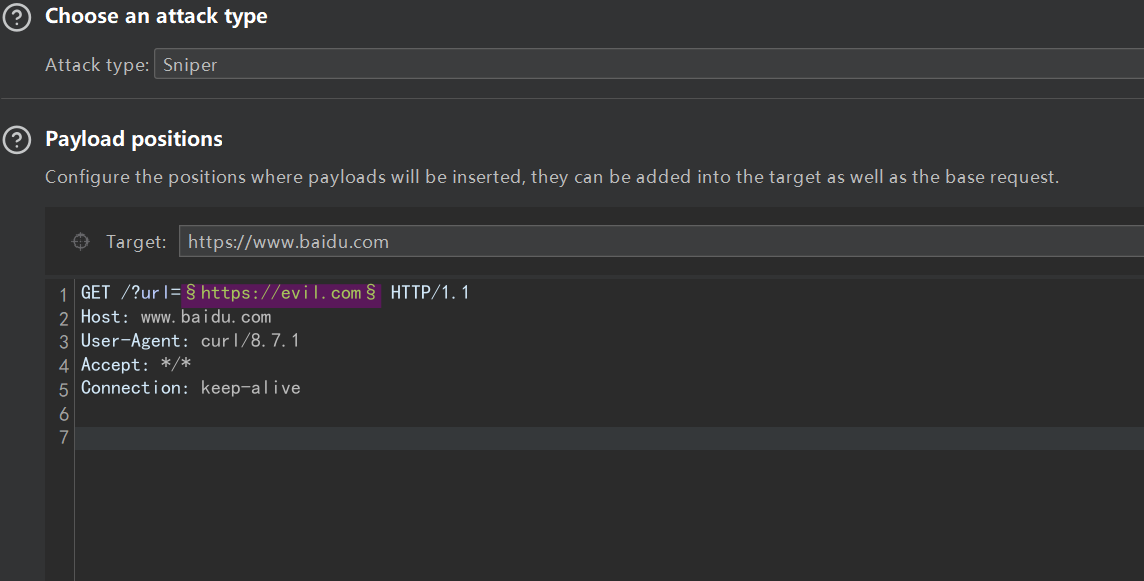 Choose an attack type
Attack type: Sniper
Payload positions
Configure the positions where payloads will be inserted, they can be added into the target as well as the base request.
Target: https://www.baidu.com
1 GET /?url=§https://evil.com§ HTTP/1.1
2 Host: www.baidu.com
3 User-Agent: curl/8.7.1
4 Accept: */*
5 Connection: keep-alive
6
7